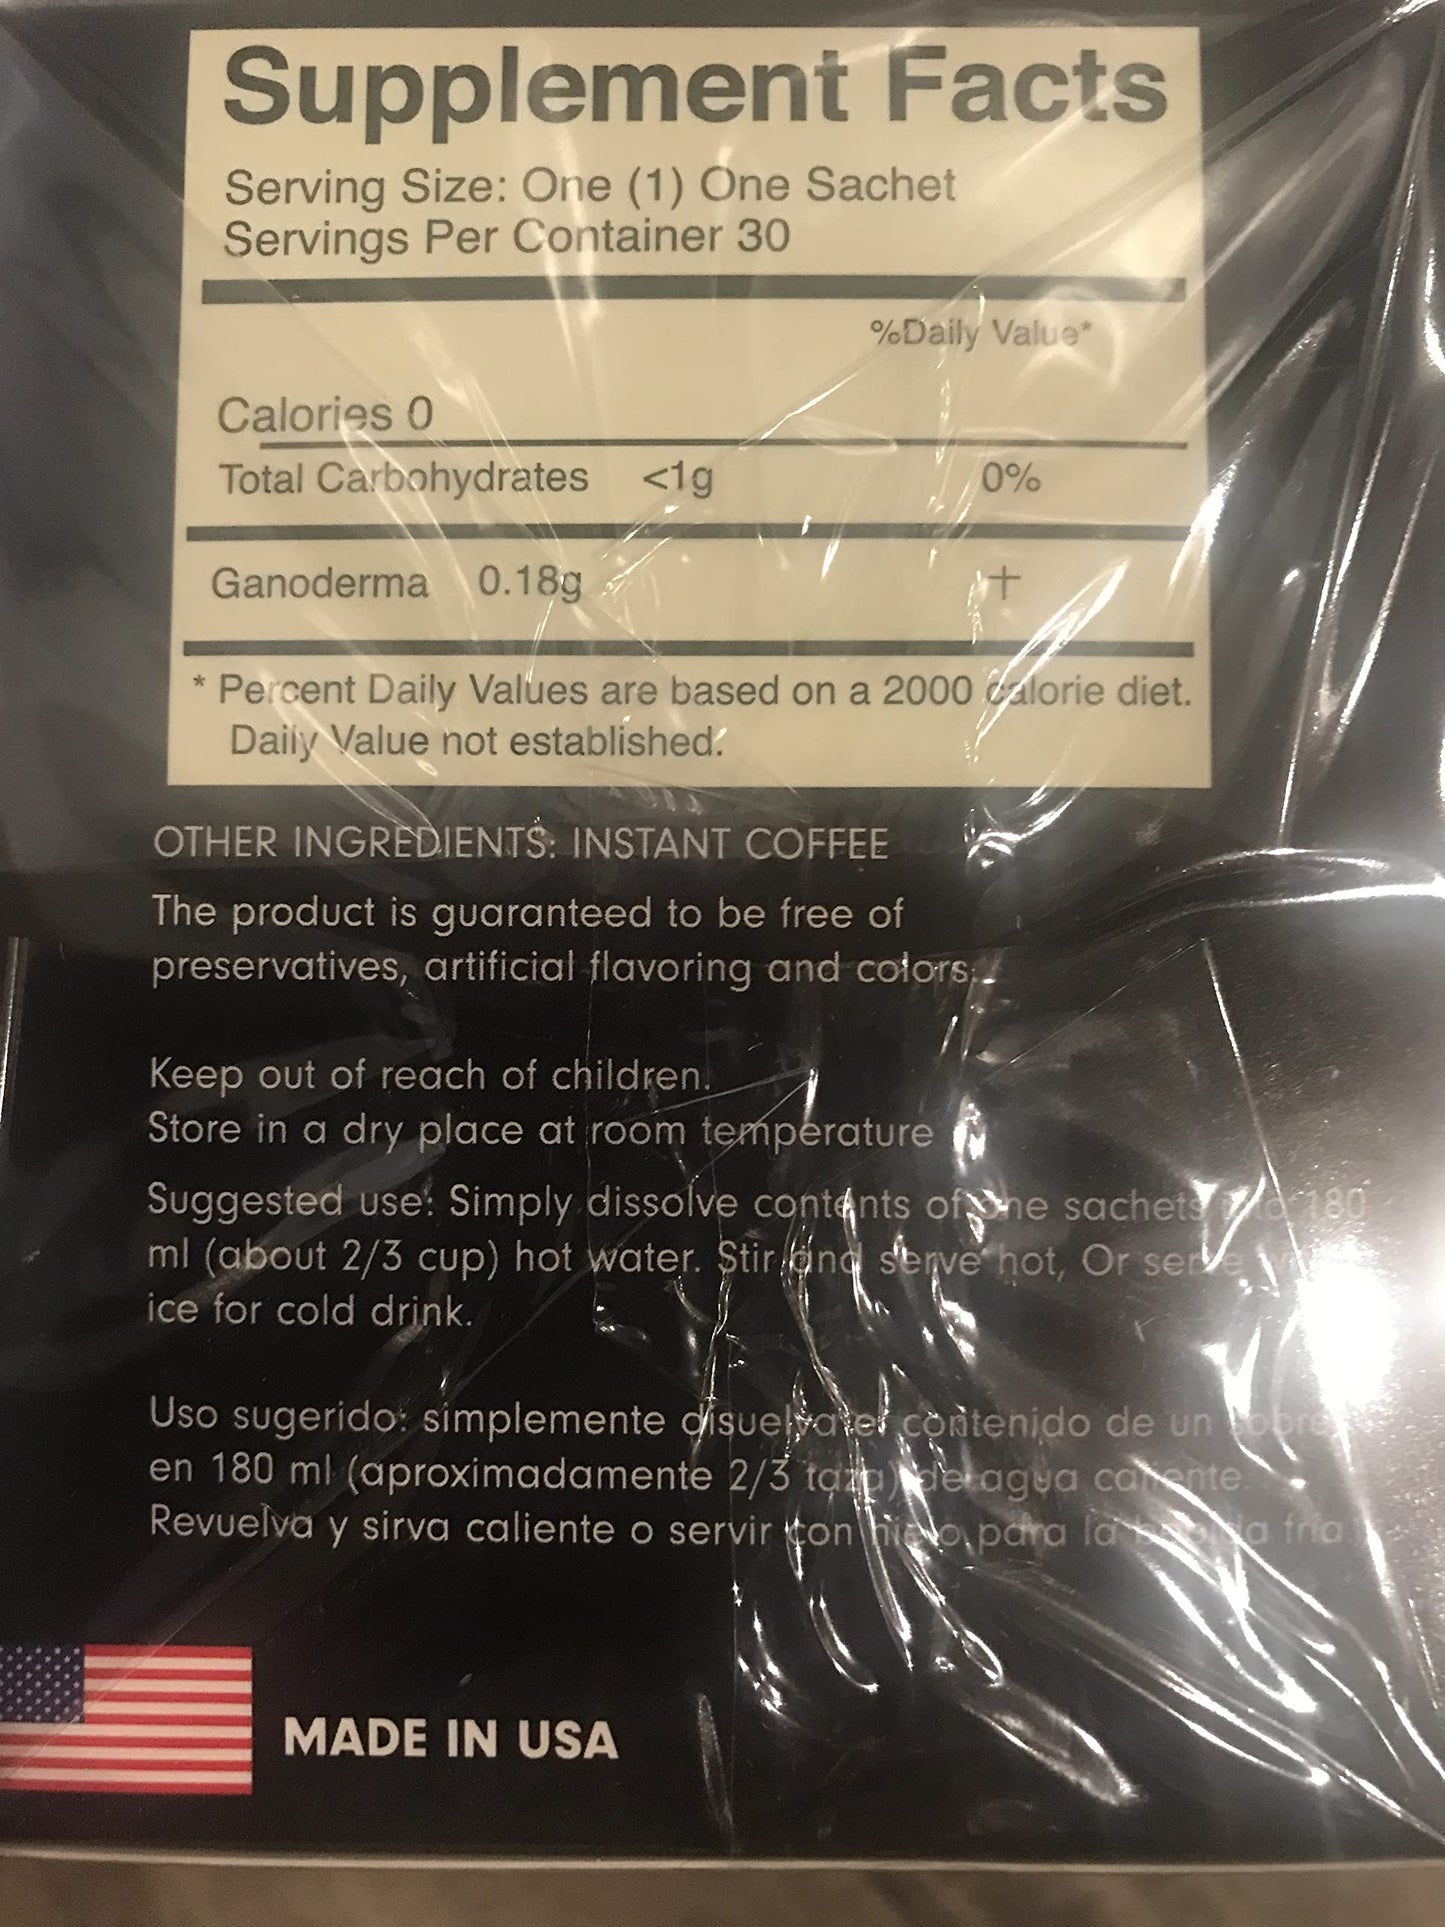 Supplement Facts
Serving Size: One (1) One Sachet
Servings Per Container 30
%Daily Value*
Calories 0
Total Carbohydrates <1g 0%
Ganoderma 0.18g †
* Percent Daily Values are based on a 2000 calorie diet.
Daily Value not established.
OTHER INGREDIENTS: INSTANT COFFEE
The product is guaranteed to be free of
preservatives, artificial flavoring and colors.
Keep out of reach of children.
Store in a dry place at room temperature
Suggested use: Simply dissolve contents of one sachets 180
ml (about 2/3 cup) hot water. Stir and serve hot, Or serve
ice for cold drink.
Uso sugerido: simplemente disuelva el contenido de un sobre
en 180 ml (aproximadamente 2/3 taza) de agua caliente.
Revuelva y sirva caliente o servir con hielo para la bebida fria
MADE IN USA